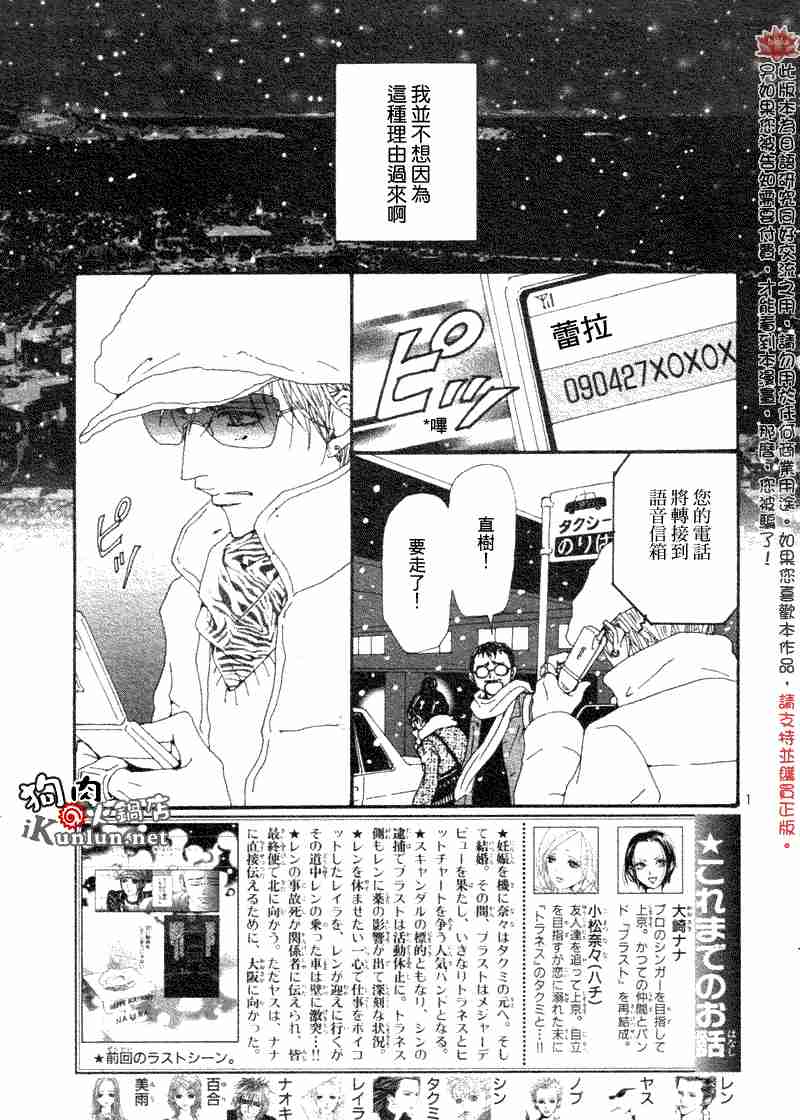 我並不想因為
這種理由過來啊
蕾拉
090427XOXOX
ピッ
*嗶
ピッ
您的電話
將轉接到
語音信箱
直樹！
要走了！
タクシー
のりば
1
★これまでのお話
はなし
大崎ナナ
プロのシンガーを目指して
上京。かつての仲間とバン
ド「ブラスト」を再結成。
小松奈々(ハチ)
友人達を追って上京。自立
を目指すが恋に溺れた末に
「トラネス」のタクミと…!!
★妊娠を機に奈々はタクミの元へ。そし
て結婚。その間、ブラストはメジャーデ
ビューを果たし、いきなりトラネスとヒ
ットチャートを争う人気バンドとなる。
★スキャンダルの標的ともなり、シンの
逮捕でブラストは活動休止に。トラネス
側もレンに薬の影響が出て深刻な状況。
★レンを休ませたい一心で仕事をボイコ
ットしたレイラを、レンが迎えに行くが
その道中レンの乗った車は壁に激突…!!
★レンの事故死が関係者に伝えられ、皆
最終便で北に向かう。ただヤスは、ナナ
に直接伝えるために、大阪に向かった。
★前回のラストシーン。
レン
ヤス
ノブ
シン
タクミ
レイラ
ナオキ
百合
美雨
狗肉火鍋店
iKunlun.net
此版本為日語研究同好交流之用，請勿用於任何商業用途。如果您喜歡本作品，請支持並購買正版。
另如果您被告知需要付費，才能看到本漫畫，那麼，您被騙了！